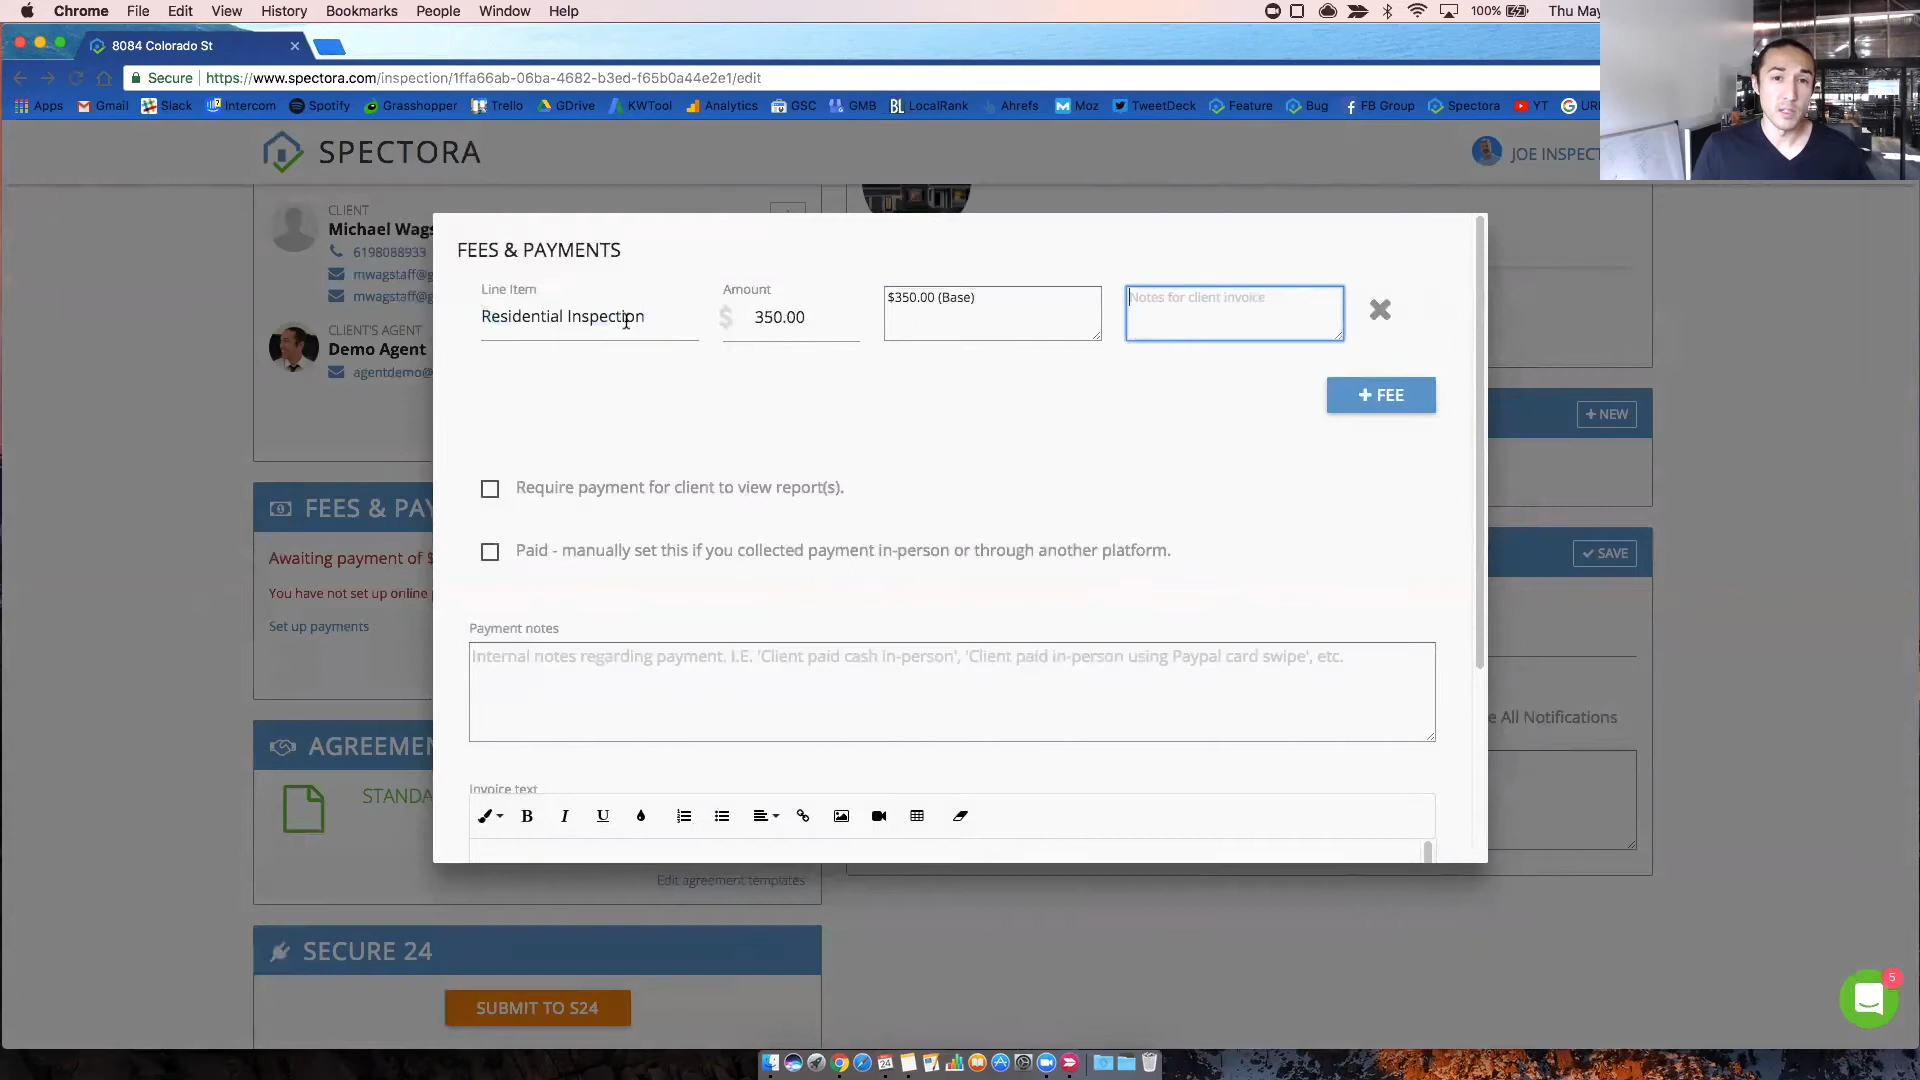 Chrome File Edit View History Bookmarks People Window Help 100% Thu May
8084 Colorado St
Secure https://www.spectora.com/inspection/1ffa66ab-06ba-4682-b3ed-f65b0a44e2e1/edit
Apps Gmail Slack Intercom Spotify Grasshopper Trello GDrive KWTool Analytics GSC GMB BL LocalRank Ahrefs Moz TweetDeck Feature Bug FB Group Spectora YT
SPECTORA
JOE INSPECT
CLIENT
Michael Wags
6198088933
mwagstaff@g
mwagstaff@g
CLIENT'S AGENT
Demo Agent
agentdemo@
FEES & PAYMENTS
Line Item Amount
Residential Inspection $ 350.00 $350.00 (Base) Notes for client invoice
+ FEE
+ NEW
Require payment for client to view report(s).
Paid - manually set this if you collected payment in-person or through another platform.
FEES & PAY
Awaiting payment of $
You have not set up online
Set up payments
SAVE
Payment notes
Internal notes regarding payment. I.E. 'Client paid cash in-person', 'Client paid in-person using Paypal card swipe', etc.
e All Notifications
AGREEMEN
STANDA
Invoice text
B I U
Edit agreement templates
SECURE 24
SUBMIT TO S24
5
24